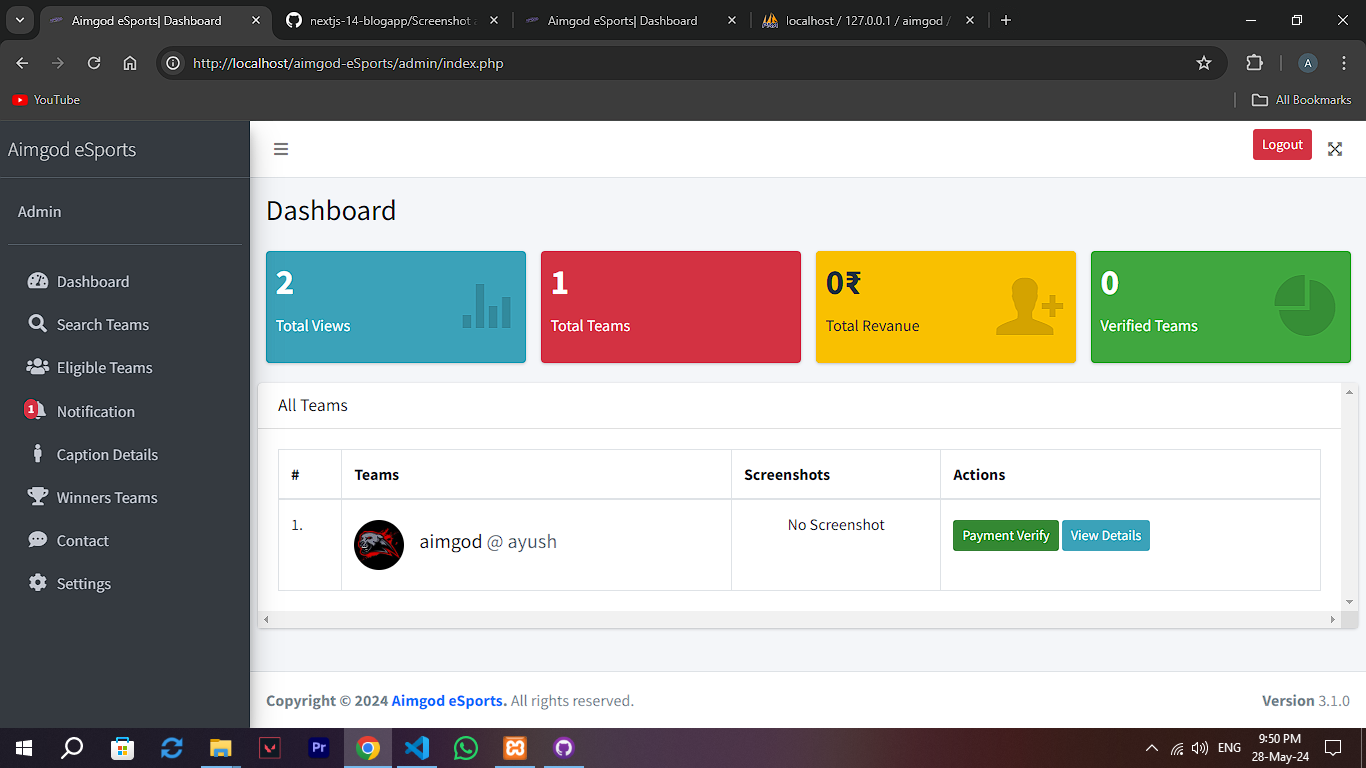 Aimgod eSports| Dashboard
nextjs-14-blogapp/Screenshot
Aimgod eSports| Dashboard
localhost / 127.0.0.1 / aimgod /
http://localhost/aimgod-eSports/admin/index.php
A
YouTube
All Bookmarks
Aimgod eSports
Logout
Admin
Dashboard
Search Teams
Eligible Teams
1
Notification
Caption Details
Winners Teams
Contact
Settings
Dashboard
2
Total Views
1
Total Teams
0₹
Total Revanue
0
Verified Teams
All Teams
# Teams Screenshots Actions
1. aimgod @ ayush No Screenshot Payment Verify View Details
Copyright © 2024 Aimgod eSports. All rights reserved.
Version 3.1.0
Pr
ENG
9:50 PM
28-May-24